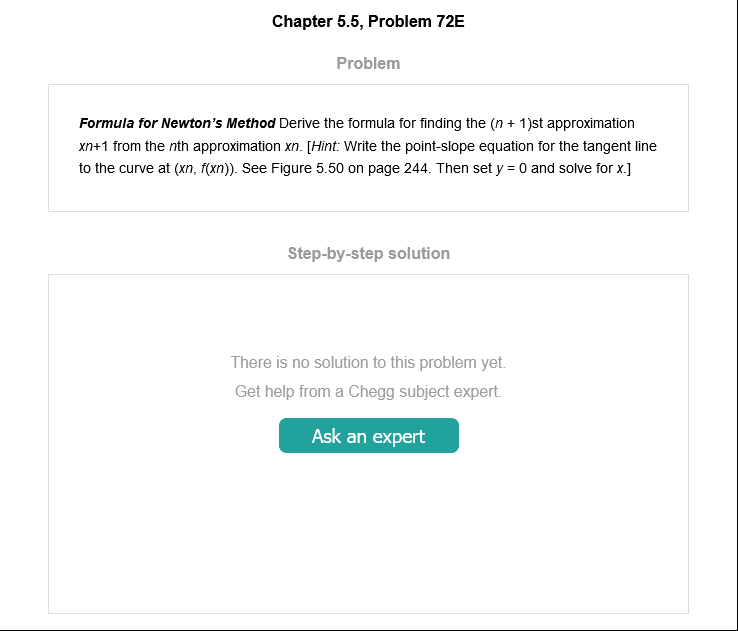 Chapter 5.5, Problem 72E
Problem
Formula for Newton's Method Derive the formula for finding the (n + 1)st approximation
xn+1 from the nth approximation xn. [Hint: Write the point-slope equation for the tangent line
to the curve at (xn, f(xn)). See Figure 5.50 on page 244. Then set y = 0 and solve for x.]
Step-by-step solution
There is no solution to this problem yet.
Get help from a Chegg subject expert.
Ask an expert